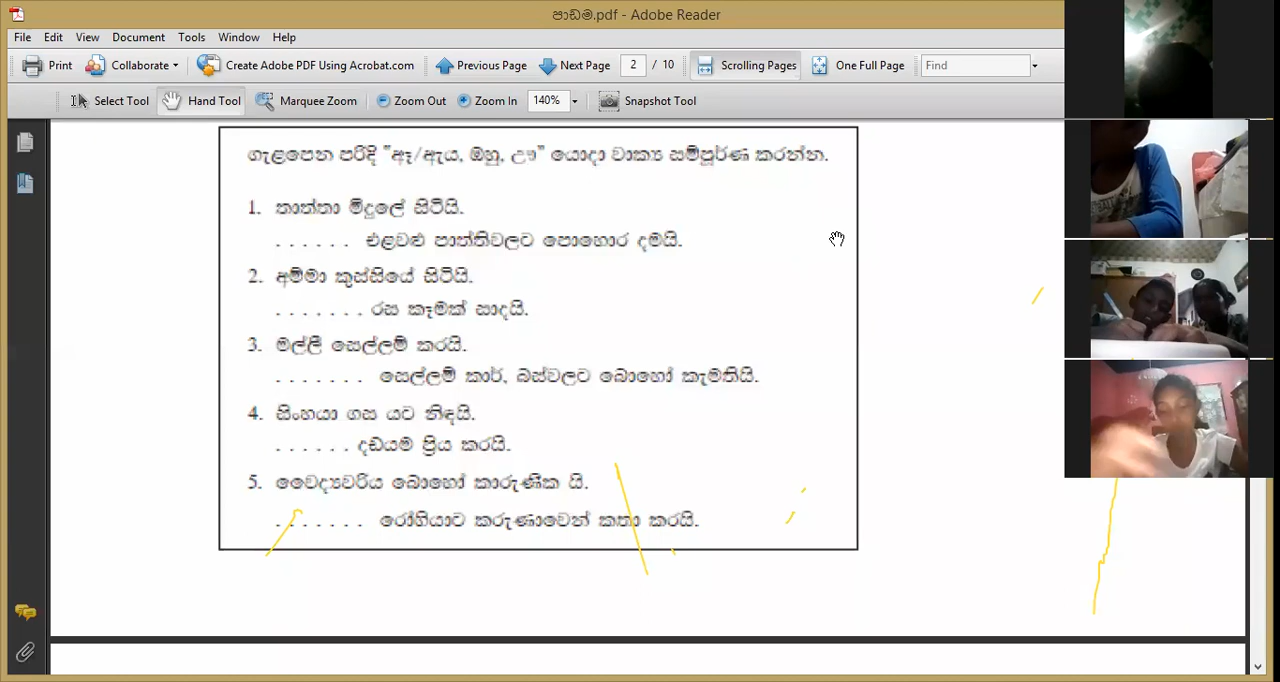 පාඩම.pdf - Adobe Reader
File Edit View Document Tools Window Help
Print Collaborate Create Adobe PDF Using Acrobat.com Previous Page Next Page 2 / 10 Scrolling Pages One Full Page Find
Select Tool Hand Tool Marquee Zoom Zoom Out Zoom In 140% Snapshot Tool
ගැළපෙන පරිදි "ඈ/ඇය, ඔහු, ඌ" යොදා වාක්‍ය සම්පූර්ණ කරන්න.
1. තාත්තා මිදුලේ සිටියි.
. . . . . . එළවළු පාත්තිවලට පොහොර දමයි.
2. අම්මා කුස්සියේ සිටියි.
. . . . . . . රස කෑමක් සාදයි.
3. මල්ලී සෙල්ලම් කරයි.
. . . . . . . සෙල්ලම් කාර්, බස්වලට බොහෝ කැමතියි.
4. සිංහයා ගස යට නිඳයි.
. . . . . . දඩයම ප්‍රිය කරයි.
5. වෛද්‍යවරිය බොහෝ කාරුණික යි.
. . . . . . . රෝගියාට කරුණාවෙන් කතා කරයි.